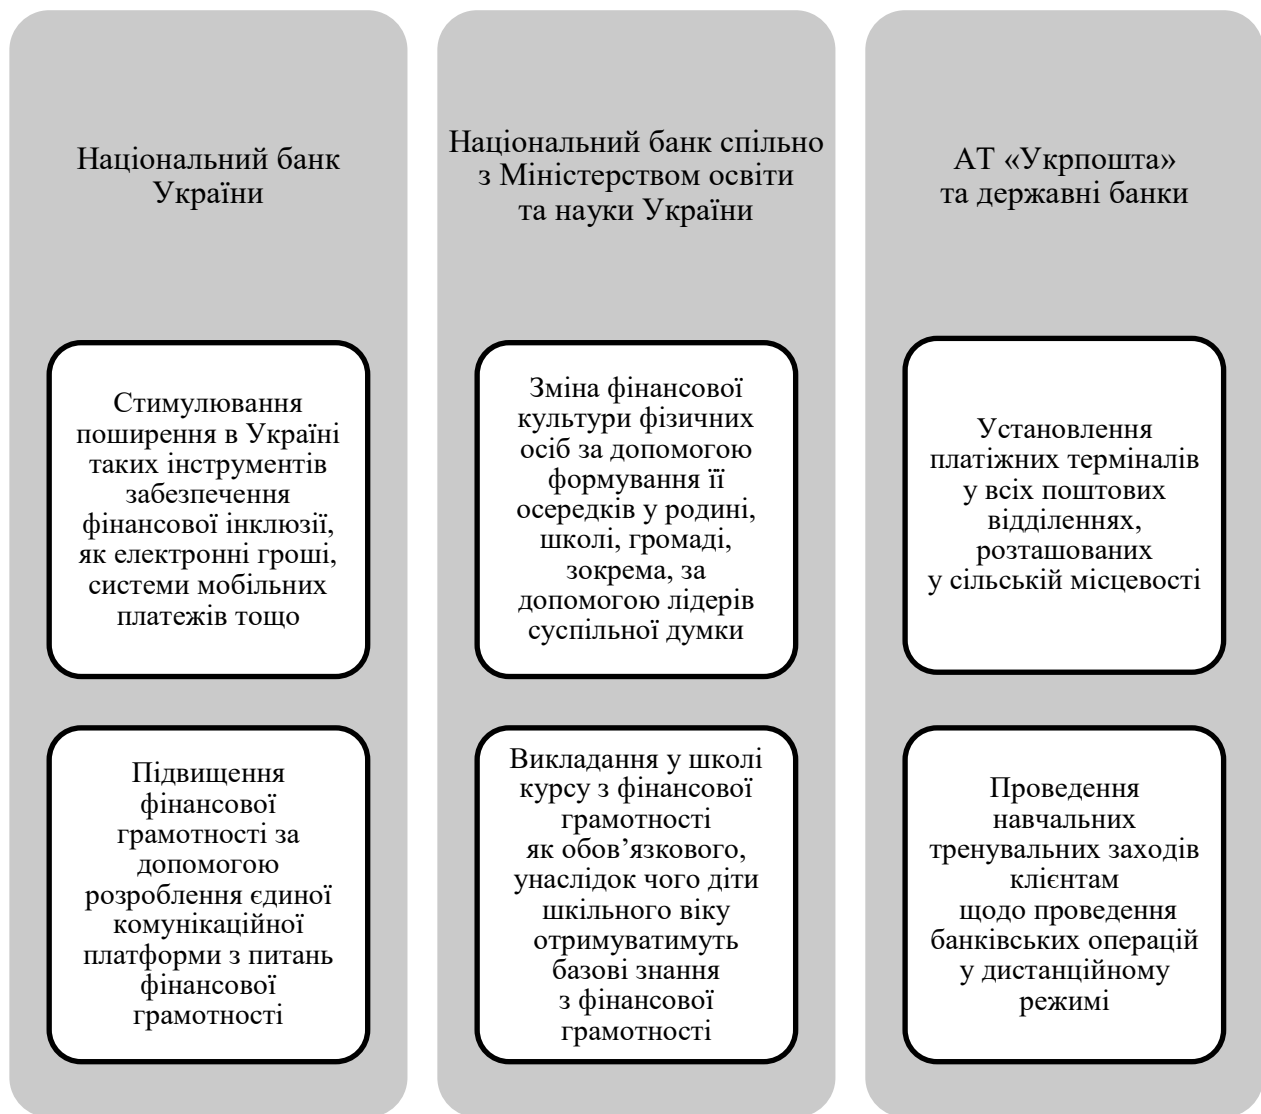 Національний банк
України
Стимулювання
поширення в Україні
таких інструментів
забезпечення
фінансової інклюзії,
як електронні гроші,
системи мобільних
платежів тощо
Підвищення
фінансової
грамотності за
допомогою
розроблення єдиної
комунікаційної
платформи з питань
фінансової
грамотності
Національний банк спільно
з Міністерством освіти
та науки України
Зміна фінансової
культури фізичних
осіб за допомогою
формування її
осередків у родині,
школі, громаді,
зокрема, за
допомогою лідерів
суспільної думки
Викладання у школі
курсу з фінансової
грамотності
як обов’язкового,
унаслідок чого діти
шкільного віку
отримуватимуть
базові знання
з фінансової
грамотності
АТ «Укрпошта»
та державні банки
Установлення
платіжних терміналів
у всіх поштових
відділеннях,
розташованих
у сільській місцевості
Проведення
навчальних
тренувальних заходів
клієнтам
щодо проведення
банківських операцій
у дистанційному
режимі